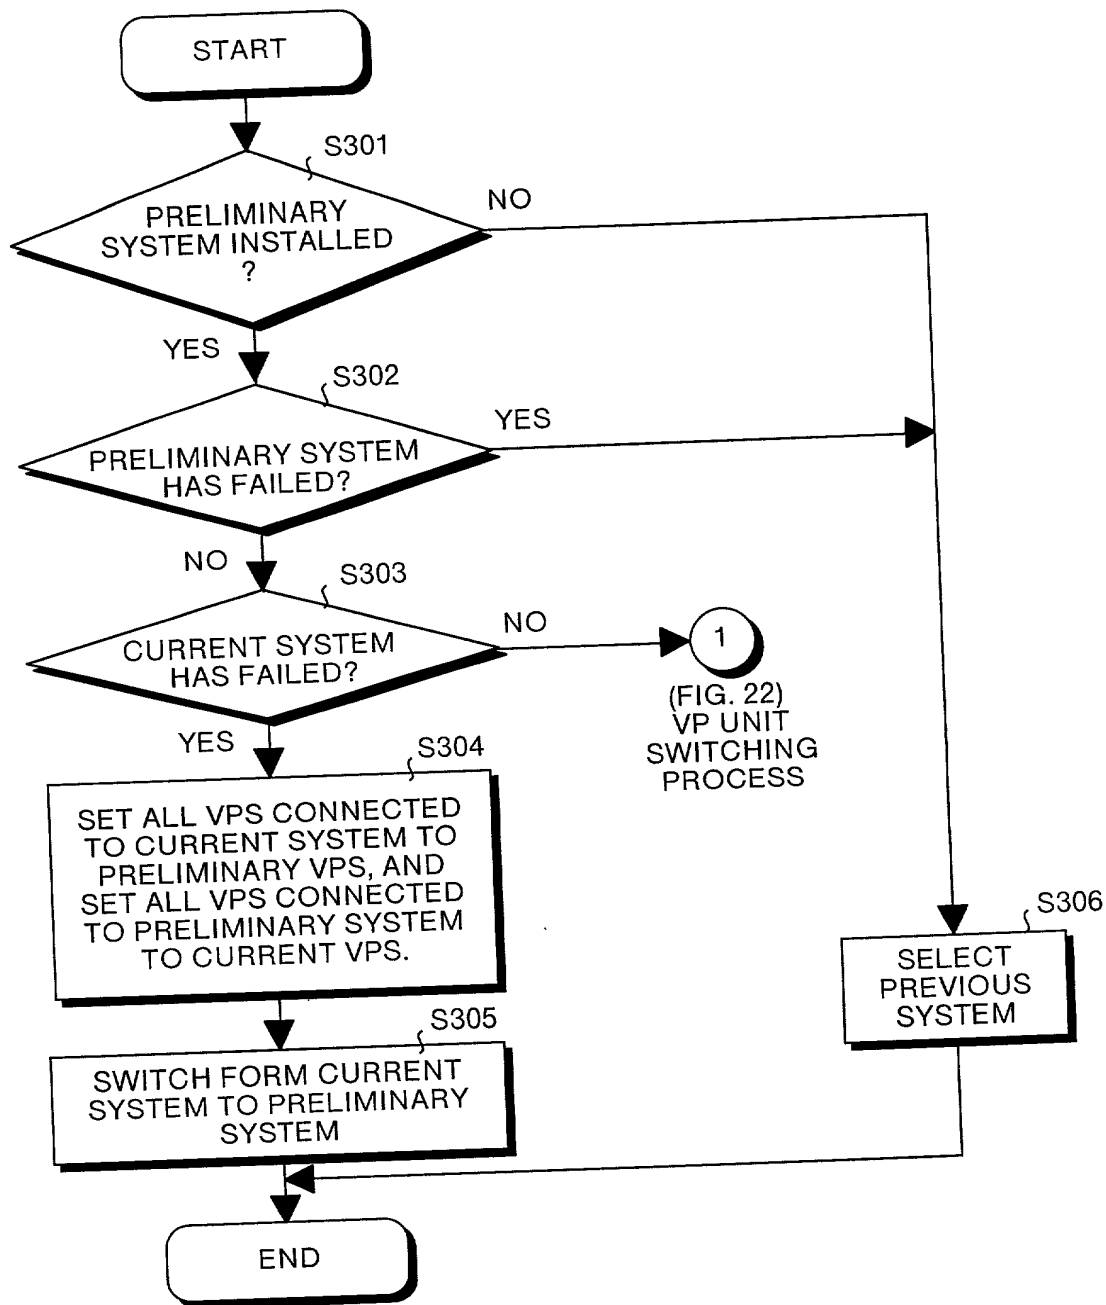 START
S301
PRELIMINARY
SYSTEM INSTALLED
?
NO
YES
S302
PRELIMINARY SYSTEM
HAS FAILED?
YES
NO
S303
CURRENT SYSTEM
HAS FAILED?
NO
1
(FIG. 22)
VP UNIT
SWITCHING
PROCESS
YES
S304
SET ALL VPS CONNECTED
TO CURRENT SYSTEM TO
PRELIMINARY VPS, AND
SET ALL VPS CONNECTED
TO PRELIMINARY SYSTEM
TO CURRENT VPS.
S306
SELECT
PREVIOUS
SYSTEM
S305
SWITCH FORM CURRENT
SYSTEM TO PRELIMINARY
SYSTEM
END